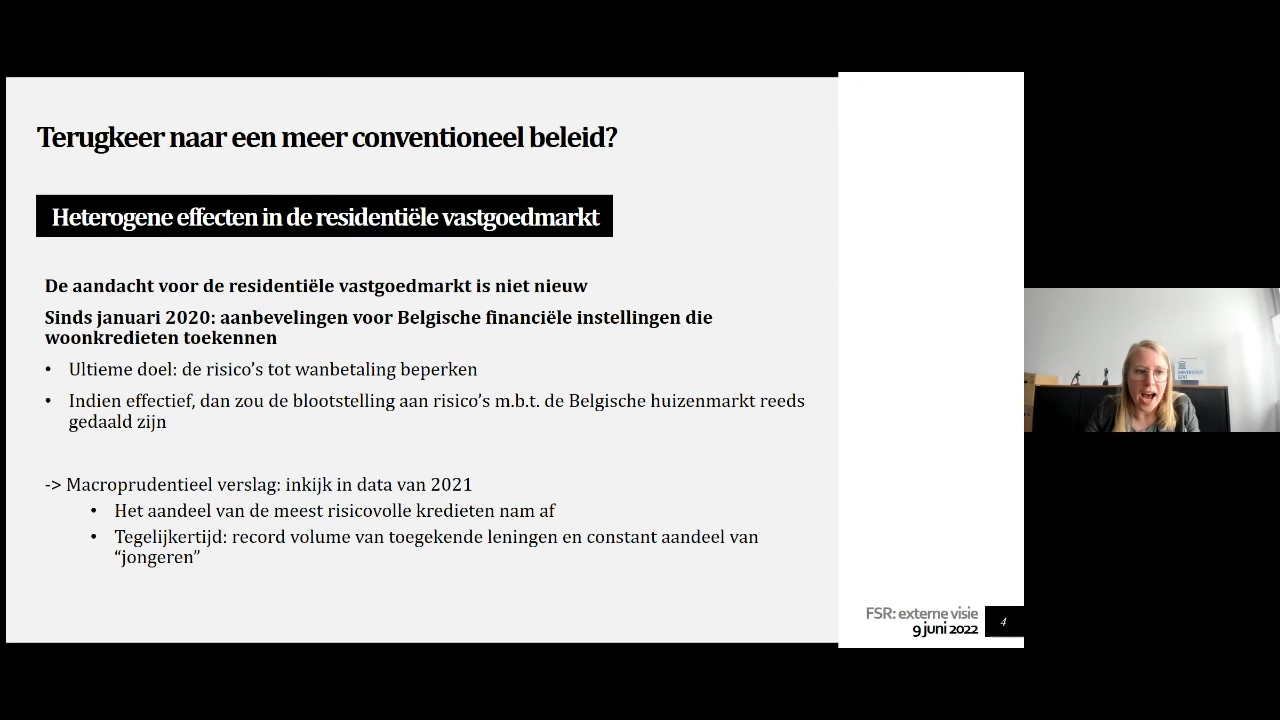 Terugkeer naar een meer conventioneel beleid?
Heterogene effecten in de residentiële vastgoedmarkt
De aandacht voor de residentiële vastgoedmarkt is niet nieuw
Sinds januari 2020: aanbevelingen voor Belgische financiële instellingen die
woonkredieten toekennen
• Ultieme doel: de risico's tot wanbetaling beperken
• Indien effectief, dan zou de blootstelling aan risico's m.b.t. de Belgische huizenmarkt reeds
gedaald zijn
-> Macroprudentieel verslag: inkijk in data van 2021
• Het aandeel van de meest risicovolle kredieten nam af
• Tegelijkertijd: record volume van toegekende leningen en constant aandeel van
“jongeren”
FSR: externe visie
9 juni 2022
4
UNIVERSITEIT
GENT